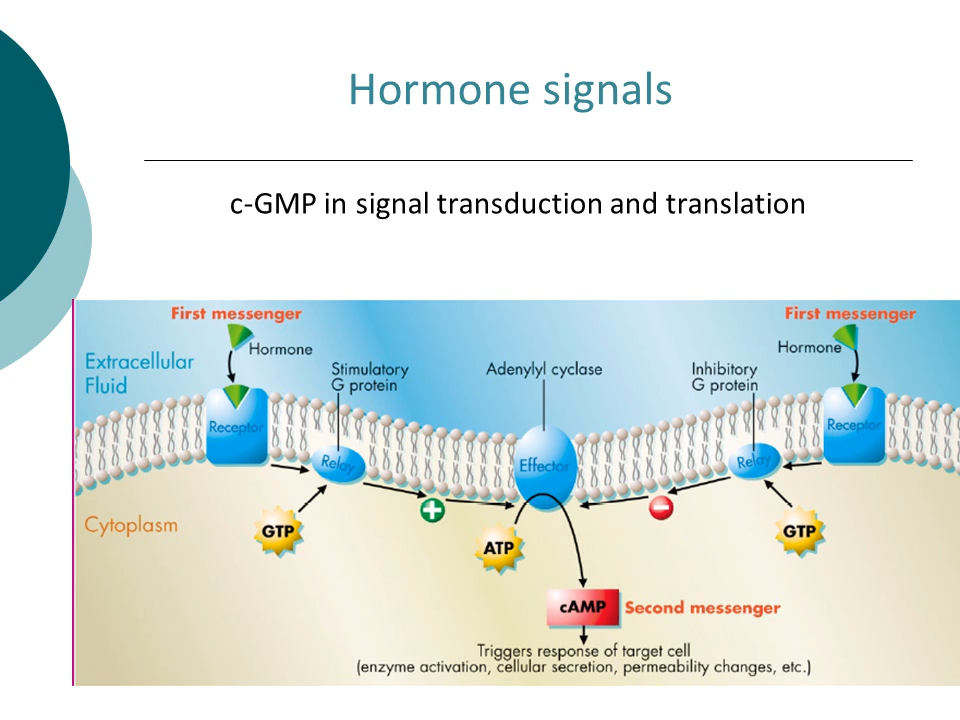 Hormone signals
c-GMP in signal transduction and translation
First messenger
First messenger
Hormone
Hormone
Extracellular
Fluid
Stimulatory
G protein
Adenylyl cyclase
Inhibitory
G protein
Receptor
Receptor
Relay
Effector
Relay
Cytoplasm
GTP
ATP
GTP
cAMP
Second messenger
Triggers response of target cell
(enzyme activation, cellular secretion, permeability changes, etc.)